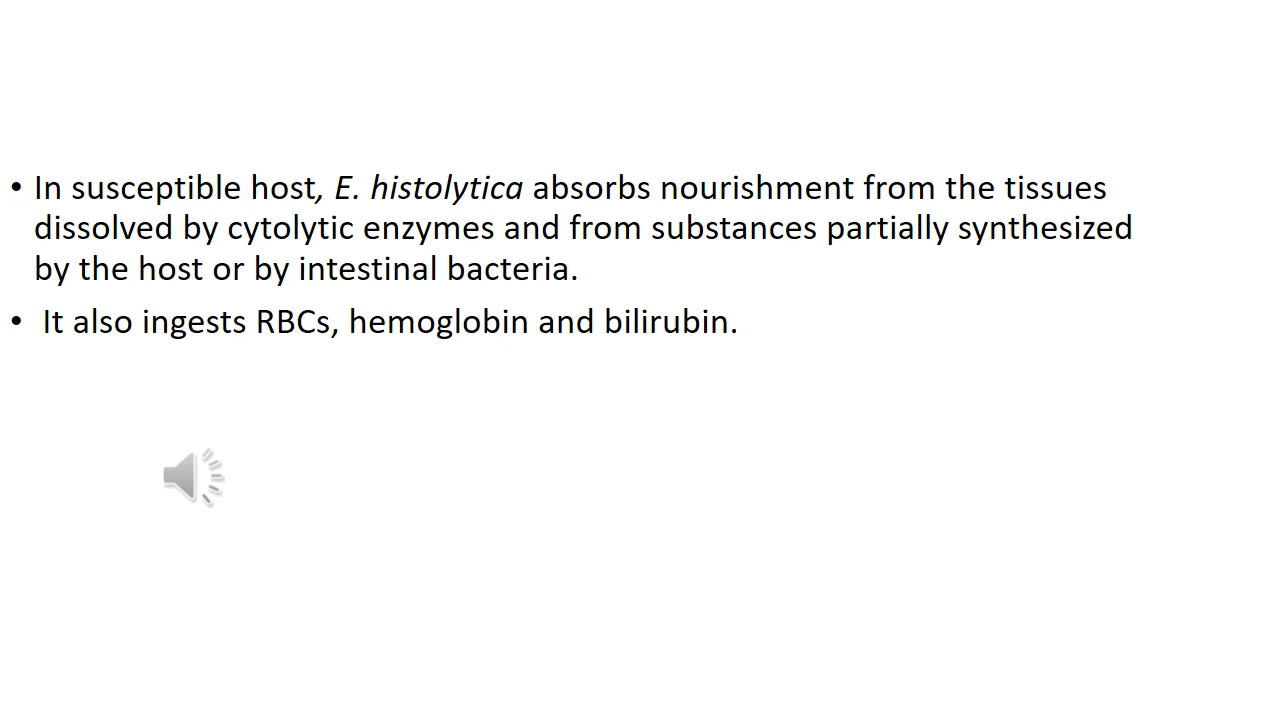 • In susceptible host, E. histolytica absorbs nourishment from the tissues
dissolved by cytolytic enzymes and from substances partially synthesized
by the host or by intestinal bacteria.
• It also ingests RBCs, hemoglobin and bilirubin.